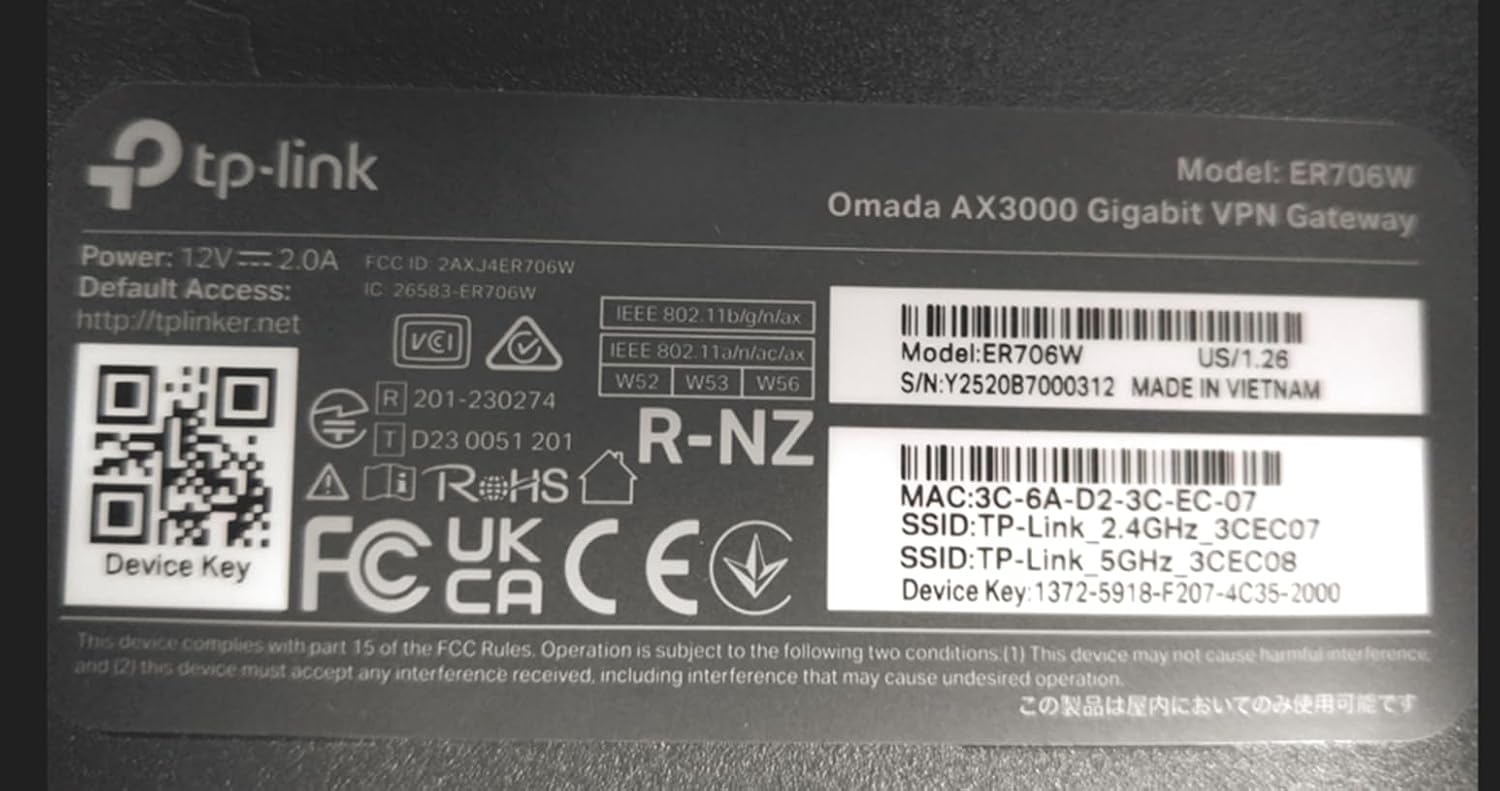 tp-link
Model: ER706W
Omada AX3000 Gigabit VPN Gateway
Power: 12V 2.0A
Default Access:
http://tplinker.net
FCC ID: 2AXJ4ER706W
IC: 26583-ER706W
VCI
IEEE 802.11b/g/n/ax
IEEE 802.11a/n/ac/ax
W52 W53 W56
R 201-230274
T D23 0051 201
R-NZ
RoHS
FC UK CA CE
Device Key
Model:ER706W US/1.26
S/N:Y2520B7000312 MADE IN VIETNAM
MAC:3C-6A-D2-3C-EC-07
SSID:TP-Link_2.4GHz_3CEC07
SSID:TP-Link_5GHz_3CEC08
Device Key:1372-5918-F207-4C35-2000
This device complies with part 15 of the FCC Rules. Operation is subject to the following two conditions:(1) This device may not cause harmful interference,
and (2) this device must accept any interference received, including interference that may cause undesired operation.
この製品は屋内においてのみ使用可能です